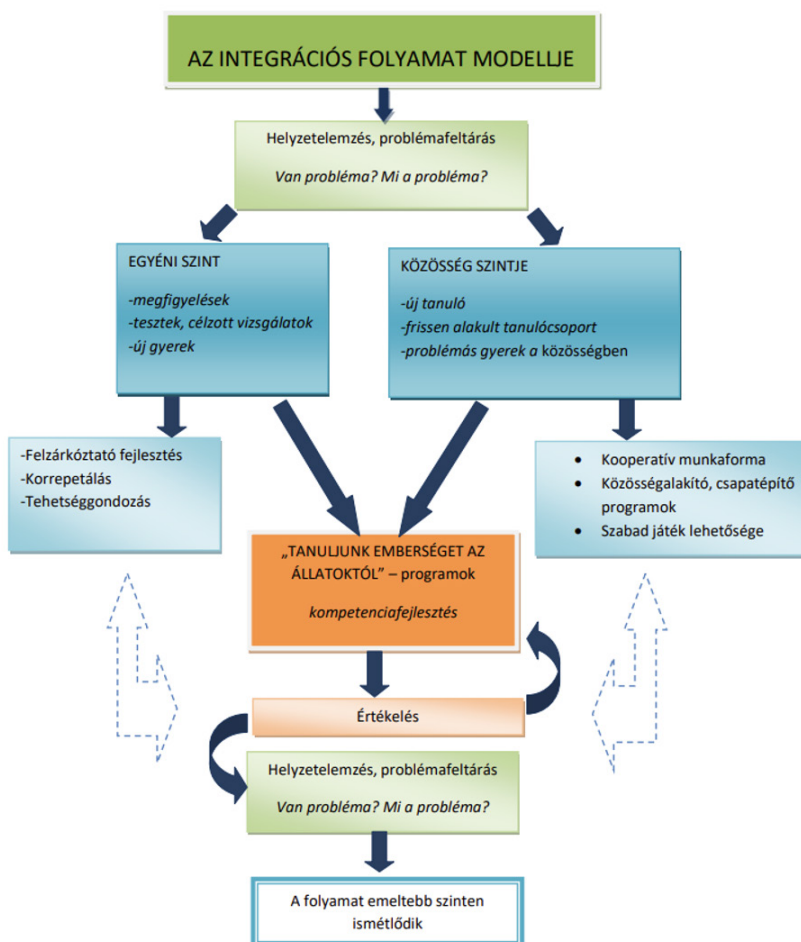 AZ INTEGRÁCIÓS FOLYAMAT MODELLJE
Helyzetelemzés, problémafeltárás
Van probléma? Mi a probléma?
EGYÉNI SZINT
-megfigyelések
-tesztek, célzott vizsgálatok
-új gyerek
KÖZÖSSÉG SZINTJE
-új tanuló
-frissen alakult tanulócsoport
-problémás gyerek a közösségben
-Felzárkóztató fejlesztés
-Korrepetálás
-Tehetséggondozás
• Kooperatív munkaforma
• Közösségalakító, csapatépítő
programok
• Szabad játék lehetősége
„TANULJUNK EMBERSÉGET AZ
ÁLLATOKTÓL” – programok
kompetenciafejlesztés
Értékelés
Helyzetelemzés, problémafeltárás
Van probléma? Mi a probléma?
A folyamat emeltebb szinten
ismétlődik